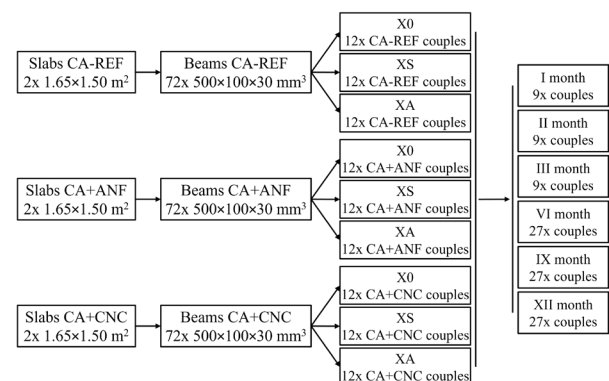 Slabs CA-REF
2x 1.65×1.50 m²
Beams CA-REF
72x 500×100×30 mm³
X0
12x CA-REF couples
XS
12x CA-REF couples
XA
12x CA-REF couples
Slabs CA+ANF
2x 1.65×1.50 m²
Beams CA+ANF
72x 500×100×30 mm³
X0
12x CA+ANF couples
XS
12x CA+ANF couples
XA
12x CA+ANF couples
Slabs CA+CNC
2x 1.65×1.50 m²
Beams CA+CNC
72x 500×100×30 mm³
X0
12x CA+CNC couples
XS
12x CA+CNC couples
XA
12x CA+CNC couples
I month
9x couples
II month
9x couples
III month
9x couples
VI month
27x couples
IX month
27x couples
XII month
27x couples